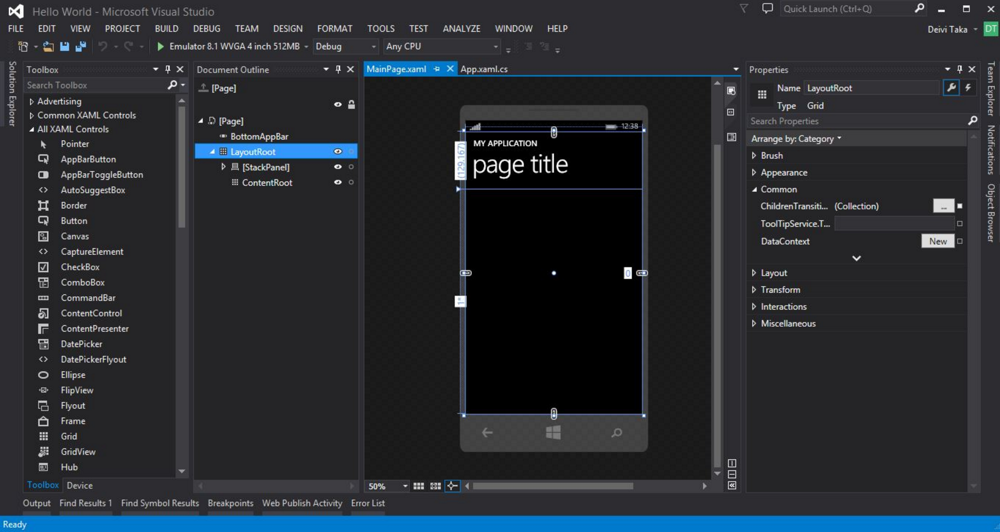 Hello World - Microsoft Visual Studio
Quick Launch (Ctrl+Q)
FILE EDIT VIEW PROJECT BUILD DEBUG TEAM DESIGN FORMAT TOOLS TEST ANALYZE WINDOW HELP
Deivi Taka DT
Emulator 8.1 WVGA 4 inch 512MB Debug Any CPU
Solution Explorer
Toolbox
Search Toolbox
Advertising
Common XAML Controls
All XAML Controls
Pointer
AppBarButton
AppBarToggleButton
AutoSuggestBox
Border
Button
Canvas
CaptureElement
CheckBox
ComboBox
CommandBar
ContentControl
ContentPresenter
DatePicker
DatePickerFlyout
Ellipse
FlipView
Flyout
Frame
Grid
GridView
Hub
Toolbox Device
Document Outline
[Page]
[Page]
BottomAppBar
LayoutRoot
[StackPanel]
ContentRoot
MainPage.xaml App.xaml.cs
12:38
MY APPLICATION
page title
(129.167)
0
1*
50%
Properties
Name LayoutRoot
Type Grid
Search Properties
Arrange by: Category
Brush
Appearance
Common
ChildrenTransiti... (Collection) ...
ToolTipService.T...
DataContext New
Layout
Transform
Interactions
Miscellaneous
Team Explorer
Notifications
Object Browser
Output Find Results 1 Find Symbol Results Breakpoints Web Publish Activity Error List
Ready